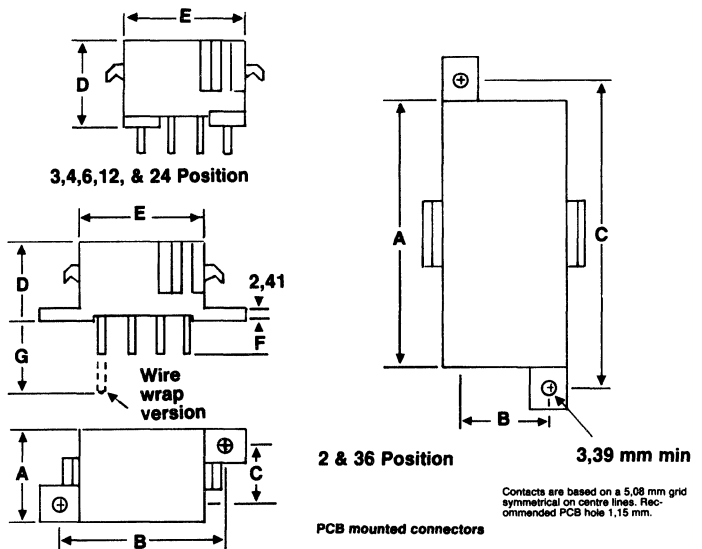 E
D
3,4,6,12, & 24 Position
E
D
2,41
G
F
Wire
wrap
version
A
C
B
A
C
B
3,39 mm min
2 & 36 Position
Contacts are based on a 5,08 mm grid
symmetrical on centre lines. Rec-
ommended PCB hole 1,15 mm.
PCB mounted connectors